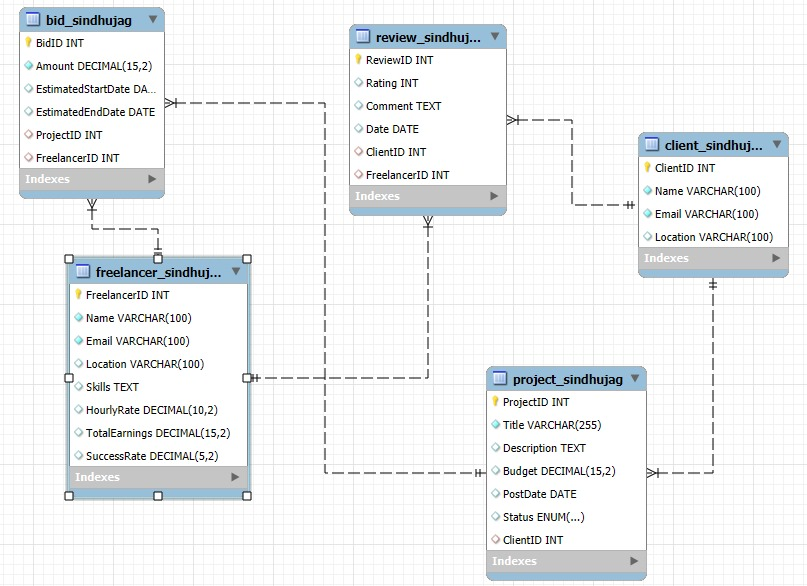 bid_sindhujag
BidID INT
Amount DECIMAL(15,2)
EstimatedStartDate DA...
EstimatedEndDate DATE
ProjectID INT
FreelancerID INT
Indexes
review_sindhuj...
ReviewID INT
Rating INT
Comment TEXT
Date DATE
ClientID INT
FreelancerID INT
Indexes
client_sindhuj...
ClientID INT
Name VARCHAR(100)
Email VARCHAR(100)
Location VARCHAR(100)
Indexes
freelancer_sindhuj...
FreelancerID INT
Name VARCHAR(100)
Email VARCHAR(100)
Location VARCHAR(100)
Skills TEXT
HourlyRate DECIMAL(10,2)
TotalEarnings DECIMAL(15,2)
SuccessRate DECIMAL(5,2)
Indexes
project_sindhujag
ProjectID INT
Title VARCHAR(255)
Description TEXT
Budget DECIMAL(15,2)
PostDate DATE
Status ENUM(...)
ClientID INT
Indexes